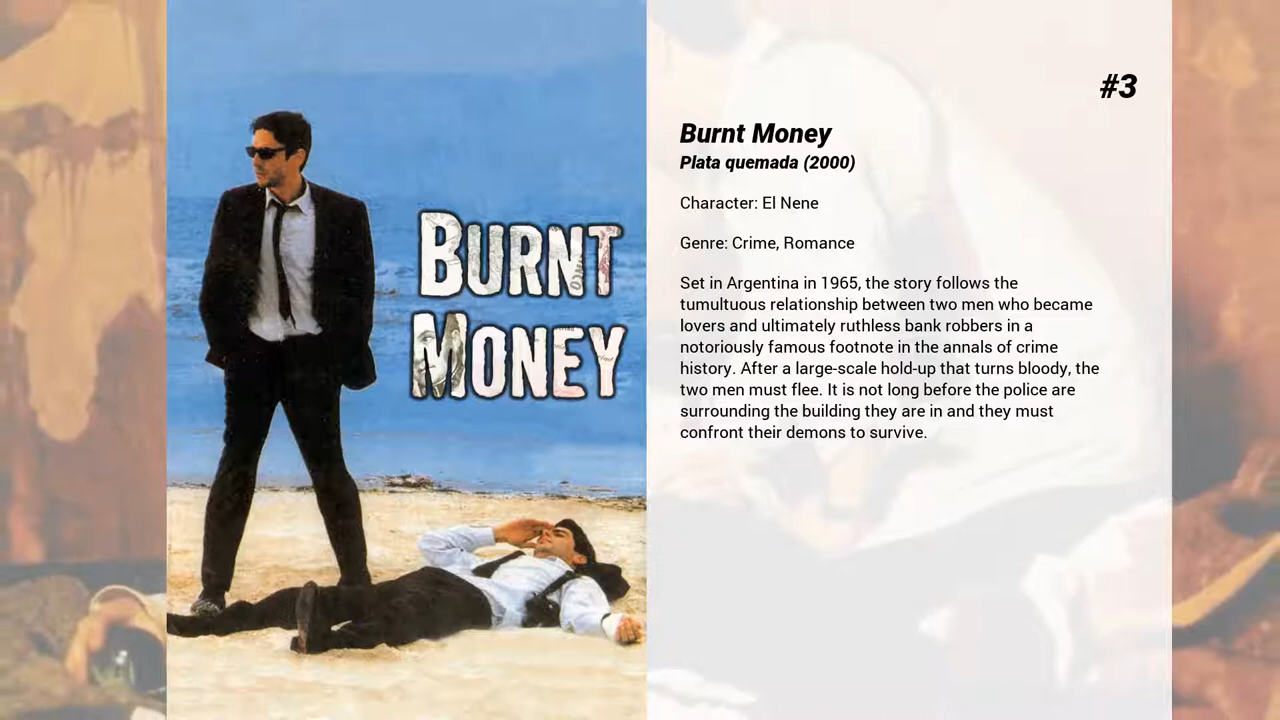 BURNT
MONEY
#3
Burnt Money
Plata quemada (2000)
Character: El Nene
Genre: Crime, Romance
Set in Argentina in 1965, the story follows the
tumultuous relationship between two men who became
lovers and ultimately ruthless bank robbers in a
notoriously famous footnote in the annals of crime
history. After a large-scale hold-up that turns bloody, the
two men must flee. It is not long before the police are
surrounding the building they are in and they must
confront their demons to survive.